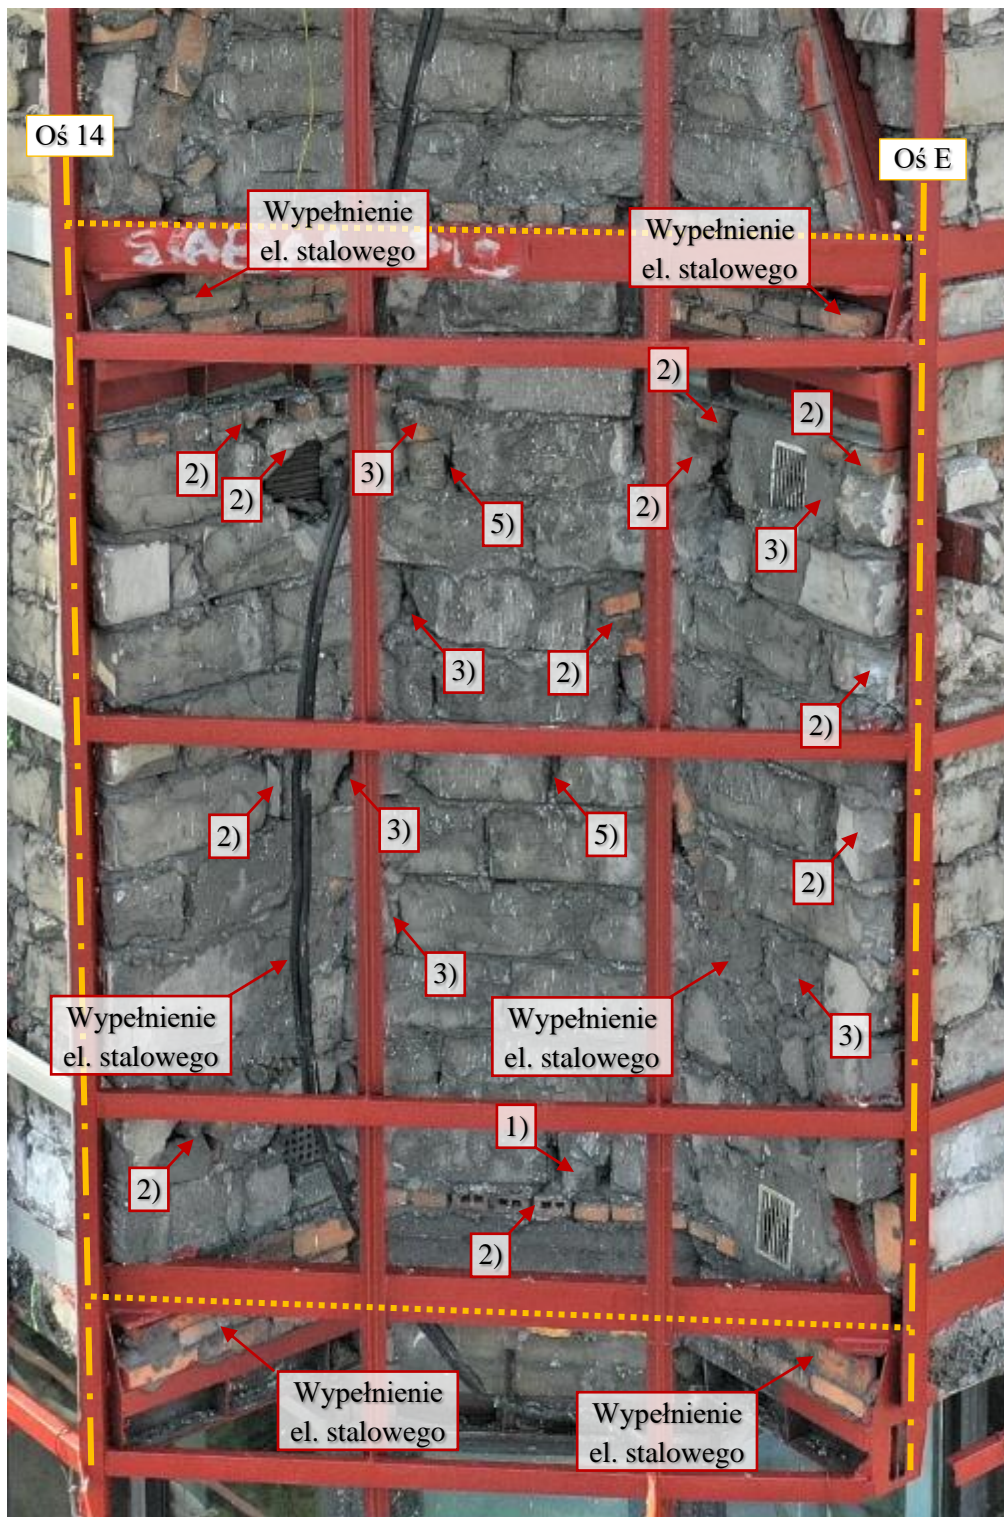 Oś 14
Oś E
Wypełnienie
el. stalowego
Wypełnienie
el. stalowego
2)
2)
2)
2)
3)
2)
5)
3)
3)
2)
2)
2)
3)
5)
2)
3)
Wypełnienie
el. stalowego
Wypełnienie
el. stalowego
3)
1)
2)
2)
Wypełnienie
el. stalowego
Wypełnienie
el. stalowego